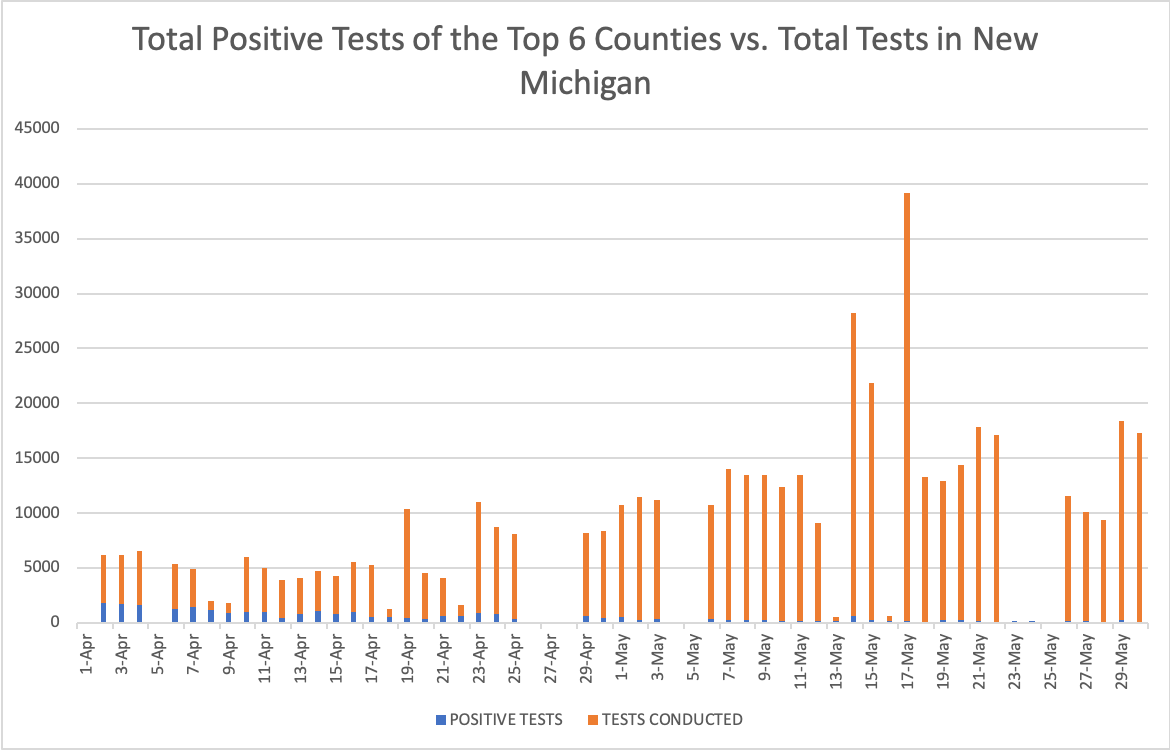 Total Positive Tests of the Top 6 Counties vs. Total Tests in New
Michigan
45000
40000
35000
30000
25000
20000
15000
10000
5000
0
1-Apr
3-Apr
5-Apr
7-Apr
9-Apr
11-Apr
13-Apr
15-Apr
17-Apr
19-Apr
21-Apr
23-Apr
25-Apr
27-Apr
29-Apr
1-May
3-May
5-May
7-May
9-May
11-May
13-May
15-May
17-May
19-May
21-May
23-May
25-May
27-May
29-May
POSITIVE TESTS
TESTS CONDUCTED